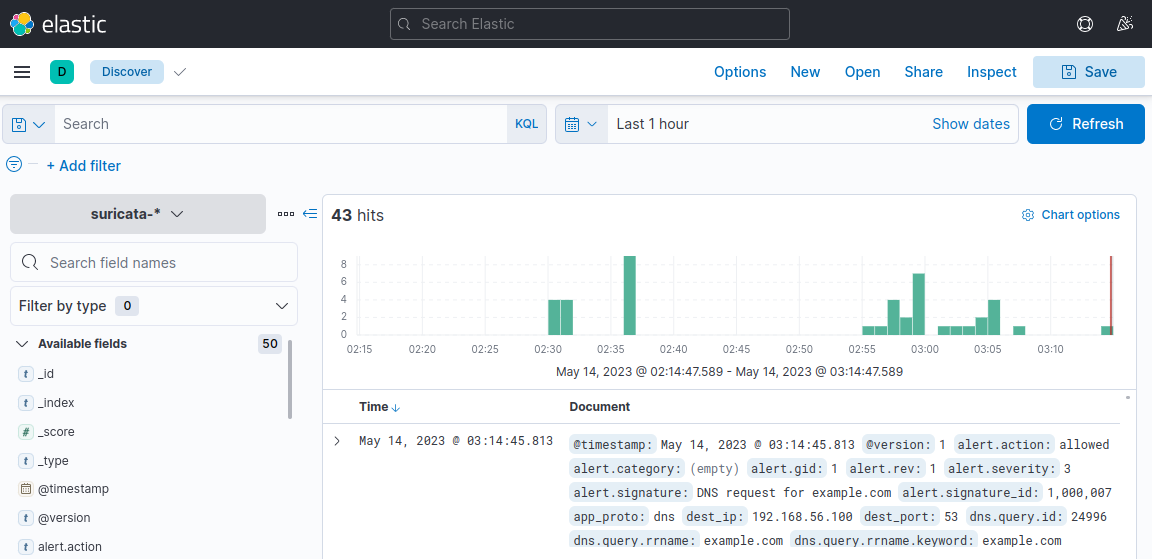 elastic
Search Elastic
D Discover Options New Open Share Inspect Save
Search KQL Last 1 hour Show dates Refresh
+ Add filter
suricata-*
43 hits Chart options
Search field names
Filter by type 0
Available fields 50
t _id
t _index
# _score
t _type
@timestamp
t @version
t alert.action
8
6
4
2
0
02:15 02:20 02:25 02:30 02:35 02:40 02:45 02:50 02:55 03:00 03:05 03:10
May 14, 2023 @ 02:14:47.589 - May 14, 2023 @ 03:14:47.589
Time Document
May 14, 2023 @ 03:14:45.813 @timestamp: May 14, 2023 @ 03:14:45.813 @version: 1 alert.action: allowed
alert.category: (empty) alert.gid: 1 alert.rev: 1 alert.severity: 3
alert.signature: DNS request for example.com alert.signature_id: 1,000,007
app_proto: dns dest_ip: 192.168.56.100 dest_port: 53 dns.query.id: 24996
dns.query.rrname: example.com dns.query.rrname.keyword: example.com